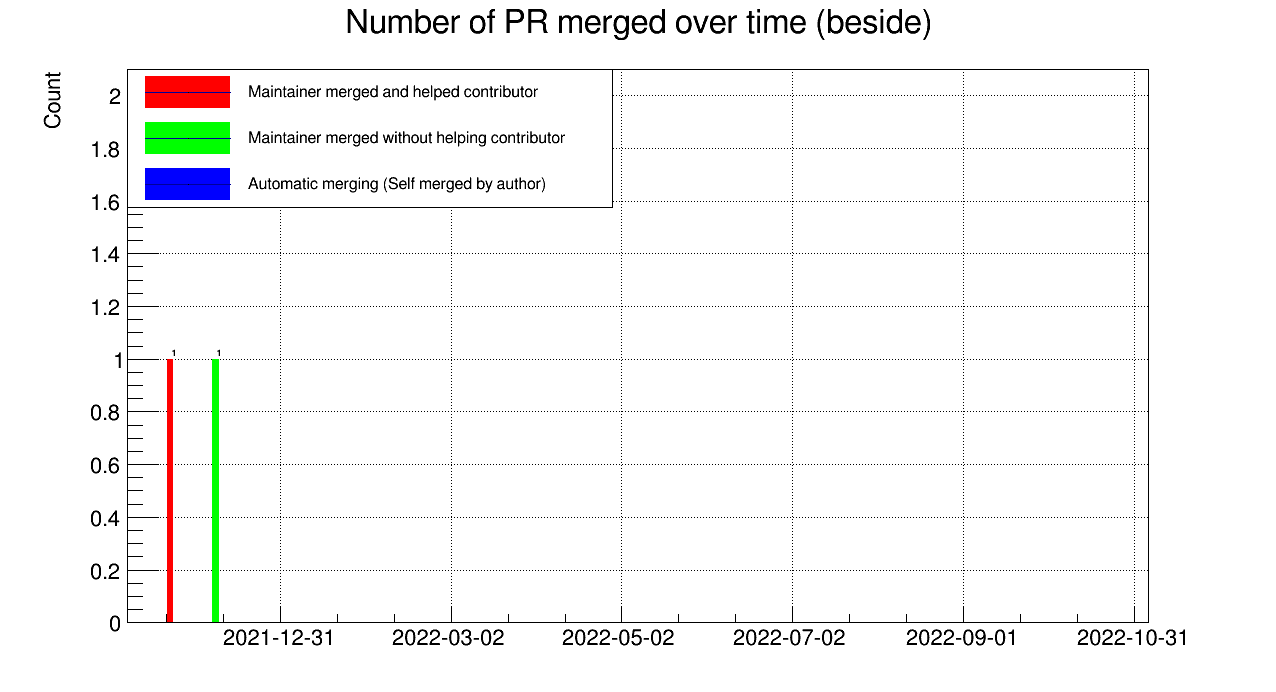 Number of PR merged over time (beside)
Count
Maintainer merged and helped contributor
Maintainer merged without helping contributor
Automatic merging (Self merged by author)
2
1.8
1.6
1.4
1.2
1
0.8
0.6
0.4
0.2
0
1 1
2021-12-31 2022-03-02 2022-05-02 2022-07-02 2022-09-01 2022-10-31